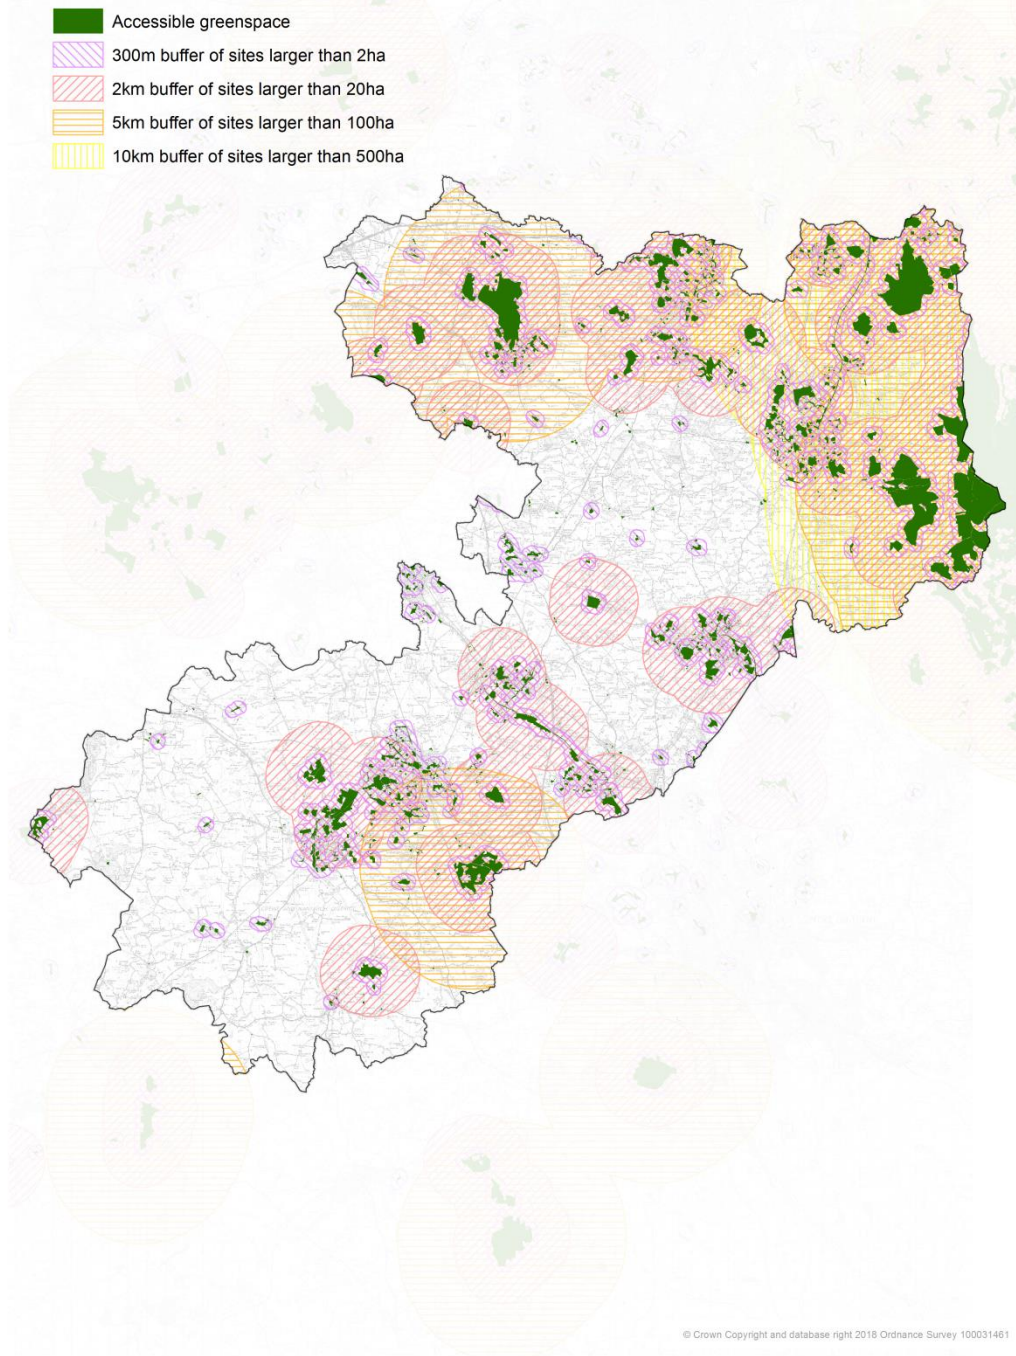 Accessible greenspace
300m buffer of sites larger than 2ha
2km buffer of sites larger than 20ha
5km buffer of sites larger than 100ha
10km buffer of sites larger than 500ha
© Crown Copyright and database right 2018 Ordnance Survey 100031461